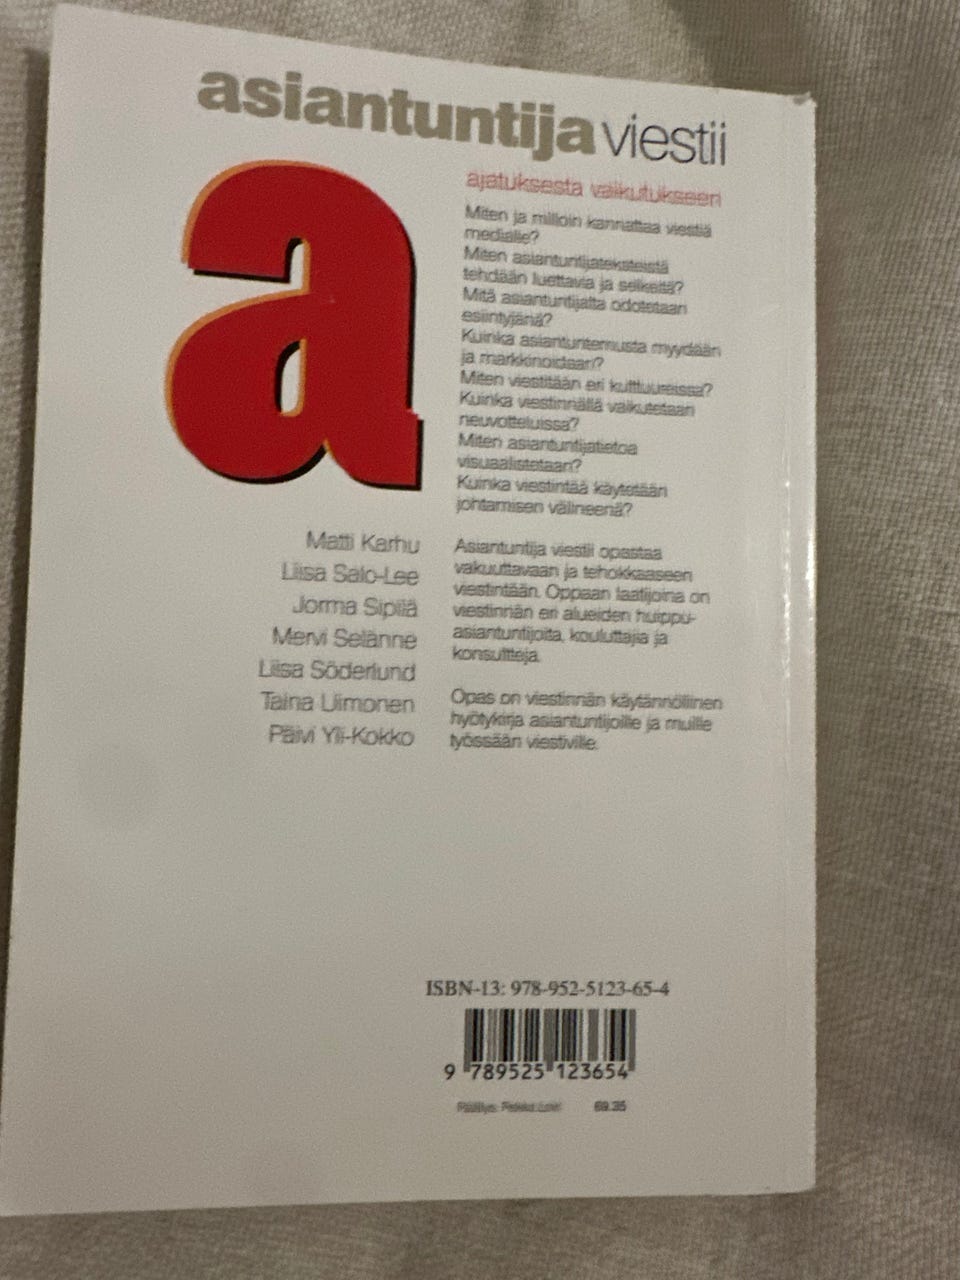 asiantuntija viestii
a
ajatuksesta vaikutukseen
Miten ja milloin kannattaa viestiä
medialle?
Miten asiantuntijateksteistä
tehdään luettavia ja selkeitä?
Mitä asiantuntijalta odotetaan
esiintyjänä?
Kuinka asiantuntemusta myydään
ja markkinoidaan?
Miten viestitään eri kulttuureissa?
Kuinka viestinnällä vaikutetaan
neuvotteluissa?
Miten asiantuntijatietoa
visualistetaan?
Kuinka viestintää käytetään
johtamisen välineenä?
Matti Karhu
Liisa Salo-Lee
Jorma Sipilä
Mervi Selänne
Liisa Söderlund
Taina Uimonen
Päivi Yli-Kokko
Asiantuntija viestii opastaa
vakuuttavaan ja tehokkaaseen
viestintään. Oppaan laatijoina on
viestinnän eri alueiden huippu-
asiantuntijoita, kouluttajia ja
konsultteja.
Opas on viestinnän käytännöllinen
hyötykirja asiantuntijoille ja muille
työssään viestiville.
ISBN-13: 978-952-5123-65-4
9 789525 123654
Päällys: 69.35